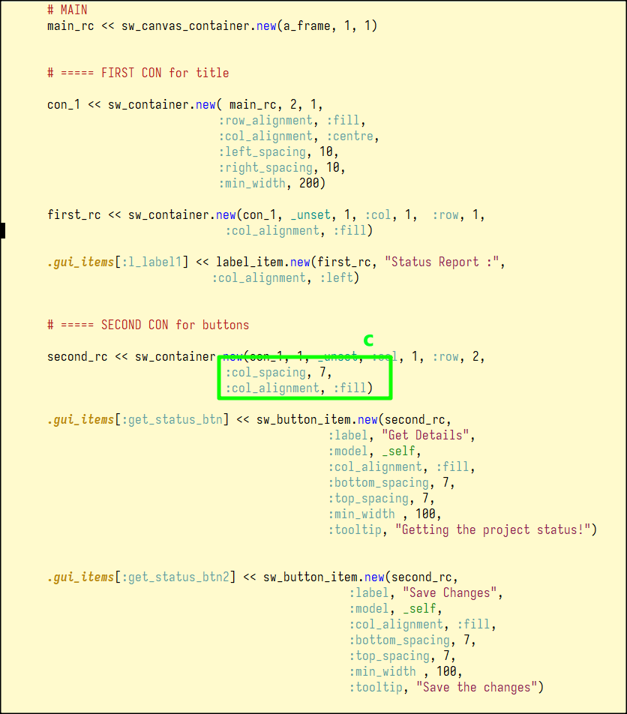 # MAIN
main_rc << sw_canvas_container.new(a_frame, 1, 1)
# ===== FIRST CON for title
con_1 << sw_container.new( main_rc, 2, 1,
:row_alignment, :fill,
:col_alignment, :centre,
:left_spacing, 10,
:right_spacing, 10,
:min_width, 200)
first_rc << sw_container.new(con_1, _unset, 1, :col, 1,  :row, 1,
:col_alignment, :fill)
.gui_items[:l_label1] << label_item.new(first_rc, "Status Report :",
:col_alignment, :left)
# ===== SECOND CON for buttons
c
second_rc << sw_container.new(con_1, 1, _unset, :col, 1, :row, 2,
:col_spacing, 7,
:col_alignment, :fill)
.gui_items[:get_status_btn] << sw_button_item.new(second_rc,
:label, "Get Details",
:model, _self,
:col_alignment, :fill,
:bottom_spacing, 7,
:top_spacing, 7,
:min_width , 100,
:tooltip, "Getting the project status!")
.gui_items[:get_status_btn2] << sw_button_item.new(second_rc,
:label, "Save Changes",
:model, _self,
:col_alignment, :fill,
:bottom_spacing, 7,
:top_spacing, 7,
:min_width , 100,
:tooltip, "Save the changes")